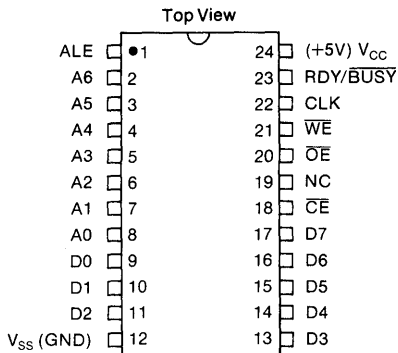 Top View
ALE 1 24 (+5V) VCC
A6 2 23 RDY/BUSY
A5 3 22 CLK
A4 4 21 WE
A3 5 20 OE
A2 6 19 NC
A1 7 18 CE
A0 8 17 D7
D0 9 16 D6
D1 10 15 D5
D2 11 14 D4
VSS (GND) 12 13 D3